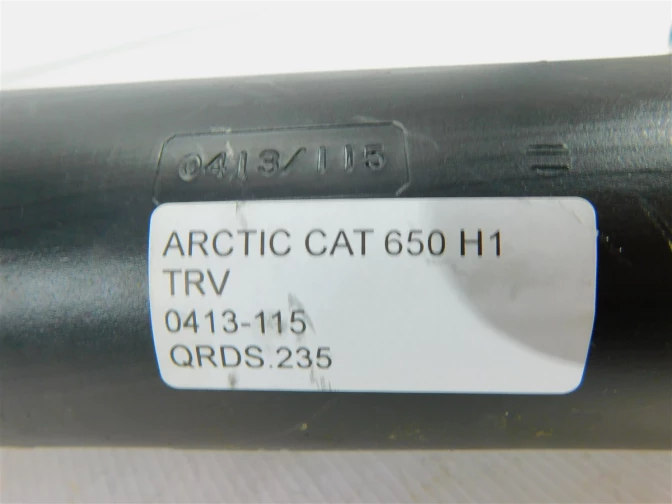 0413/115
ARCTIC CAT 650 H1
TRV
0413-115
QRDS.235